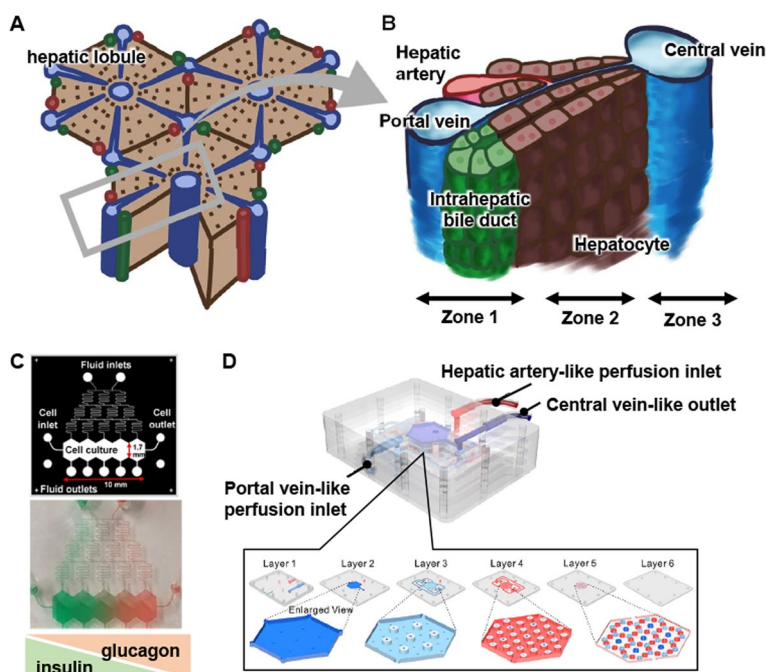 A
hepatic lobule
B
Hepatic
artery
Central vein
Portal vein
Intrahepatic
bile duct
Hepatocyte
Zone 1
Zone 2
Zone 3
C
Fluid inlets
Cell
inlet
Cell
outlet
Cell culture
1.7
mm
10 mm
Fluid outlets
glucagon
insulin
D
Hepatic artery-like perfusion inlet
Central vein-like outlet
Portal vein-like
perfusion inlet
Layer 1
Layer 2
Layer 3
Layer 4
Layer 5
Layer 6
Enlarged View